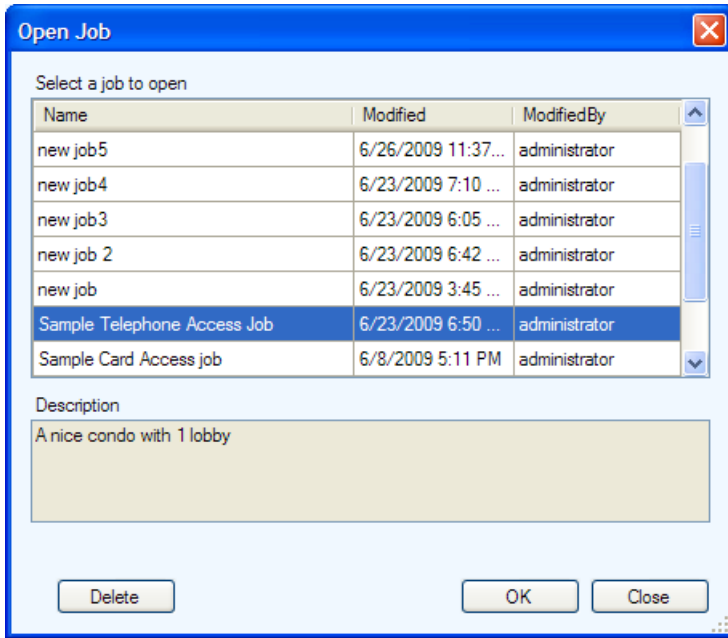 Open Job
Select a job to open
Name Modified ModifiedBy
new job5 6/26/2009 11:37... administrator
new job4 6/23/2009 7:10 ... administrator
new job3 6/23/2009 6:05 ... administrator
new job 2 6/23/2009 6:42 ... administrator
new job 6/23/2009 3:45 ... administrator
Sample Telephone Access Job 6/23/2009 6:50 ... administrator
Sample Card Access job 6/8/2009 5:11 PM administrator
Description
A nice condo with 1 lobby
Delete OK Close